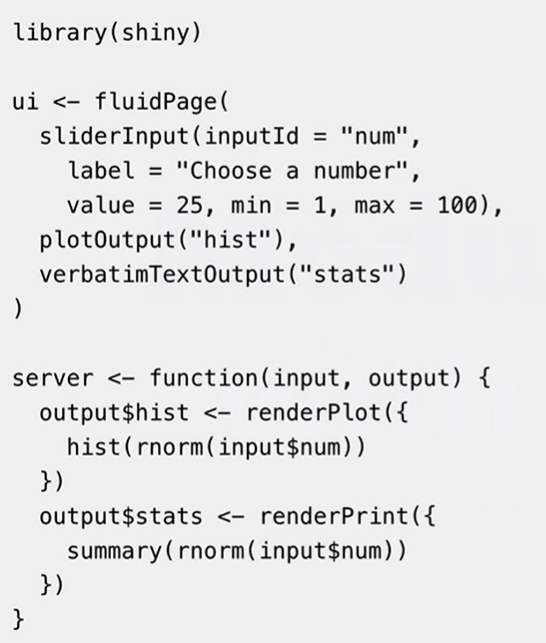 library(shiny)

ui <- fluidPage(
  sliderInput(inputId = "num",
    label = "Choose a number",
    value = 25, min = 1, max = 100),
  plotOutput("hist"),
  verbatimTextOutput("stats")
)

server <- function(input, output) {
  output$hist <- renderPlot({
    hist(rnorm(input$num))
  })
  output$stats <- renderPrint({
    summary(rnorm(input$num))
  })
}